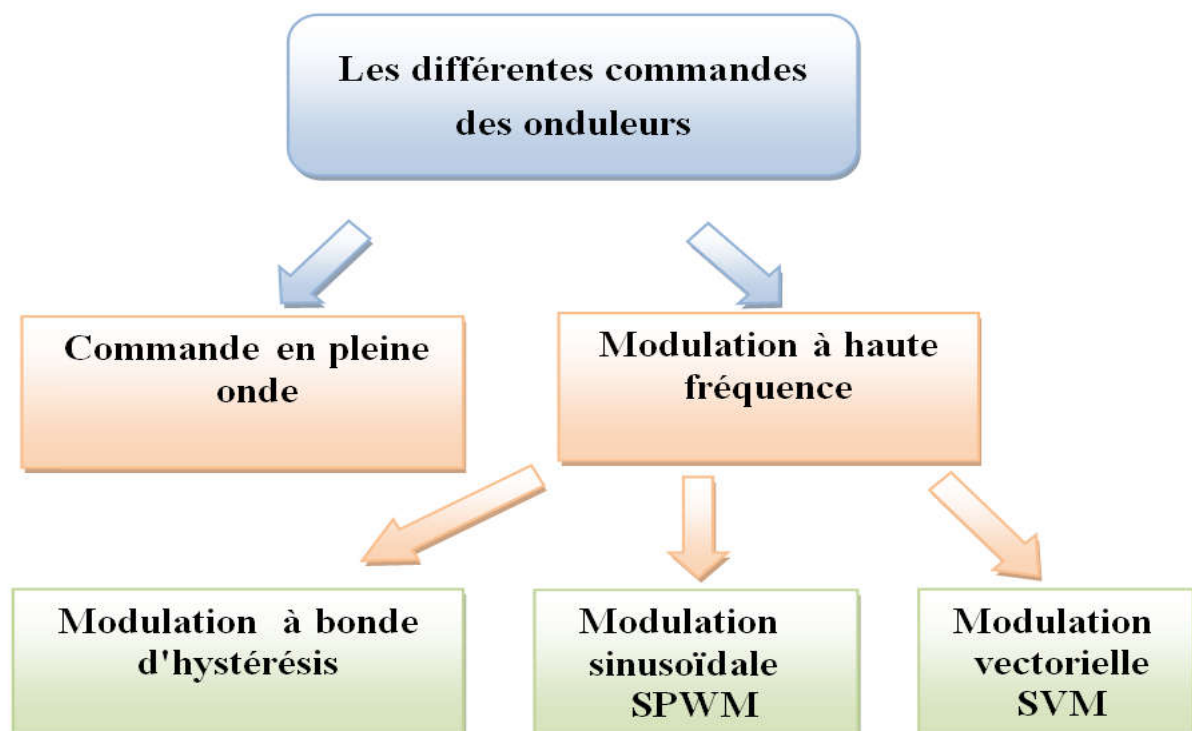 Les différentes commandes
des onduleurs
Commande en pleine
onde
Modulation à haute
fréquence
Modulation à bonde
d'hystérésis
Modulation
sinusoïdale
SPWM
Modulation
vectorielle
SVM